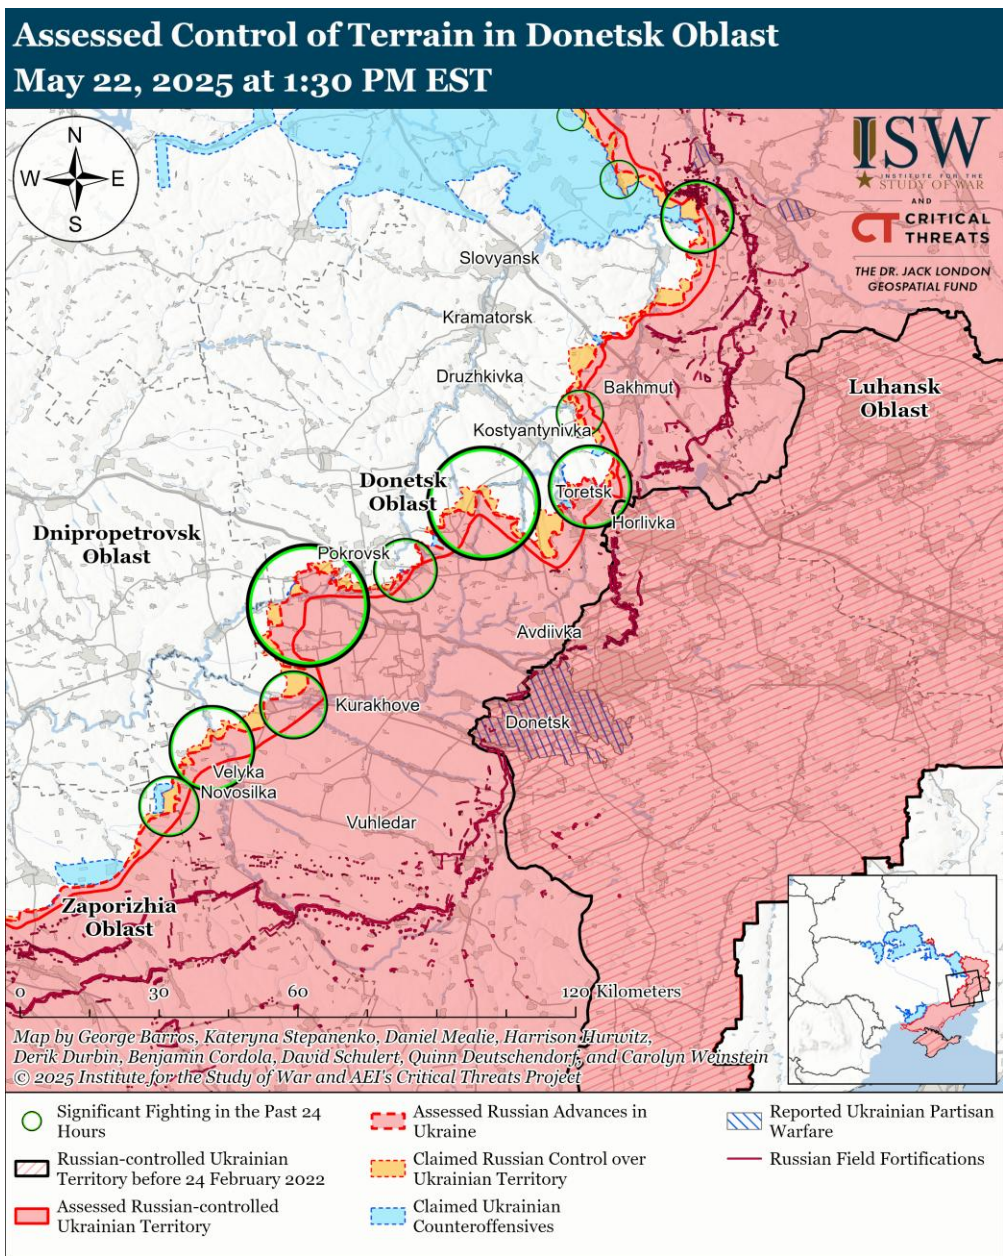 Assessed Control of Terrain in Donetsk Oblast
May 22, 2025 at 1:30 PM EST
N
W
E
S
ISW
INSTITUTE FOR THE
STUDY OF WAR
AND
CT CRITICAL
THREATS
THE DR. JACK LONDON
GEOSPATIAL FUND
Slovyansk
Kramatorsk
Druzhkivka
Bakhmut
Luhansk
Oblast
Kostyantynivka
Donetsk
Oblast
Toretsk
Horlivka
Dnipropetrovsk
Oblast
Pokrovsk
Avdiivka
Kurakhove
Donetsk
Velyka
Novosilka
Vuhledar
Zaporizhia
Oblast
0 30 60 120 Kilometers
Map by George Barros, Kateryna Stepanenko, Daniel Mealie, Harrison Hurwitz,
Derik Durbin, Benjamin Cordola, David Schulert, Quinn Deutschendorf, and Carolyn Weinstein
© 2025 Institute for the Study of War and AEI's Critical Threats Project
Significant Fighting in the Past 24
Hours
Russian-controlled Ukrainian
Territory before 24 February 2022
Assessed Russian-controlled
Ukrainian Territory
Assessed Russian Advances in
Ukraine
Claimed Russian Control over
Ukrainian Territory
Claimed Ukrainian
Counteroffensives
Reported Ukrainian Partisan
Warfare
Russian Field Fortifications